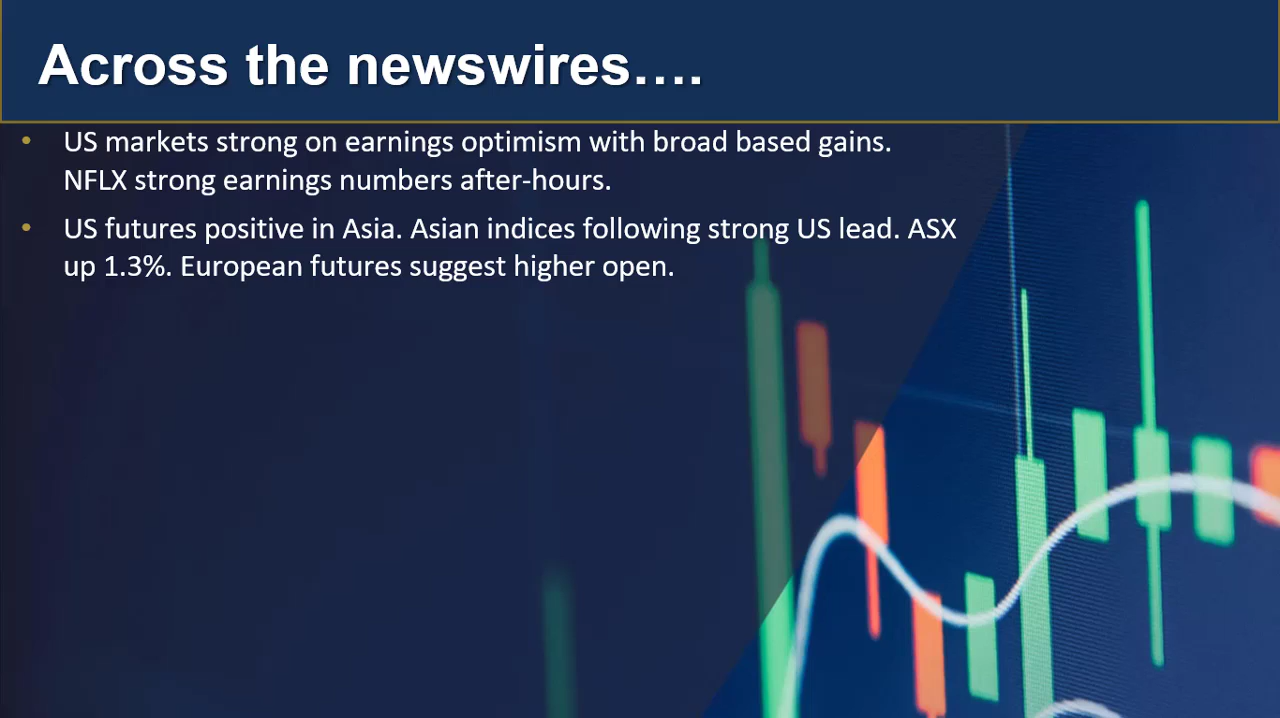 Across the newswires....
• US markets strong on earnings optimism with broad based gains.
NFLX strong earnings numbers after-hours.
• US futures positive in Asia. Asian indices following strong US lead. ASX
up 1.3%. European futures suggest higher open.